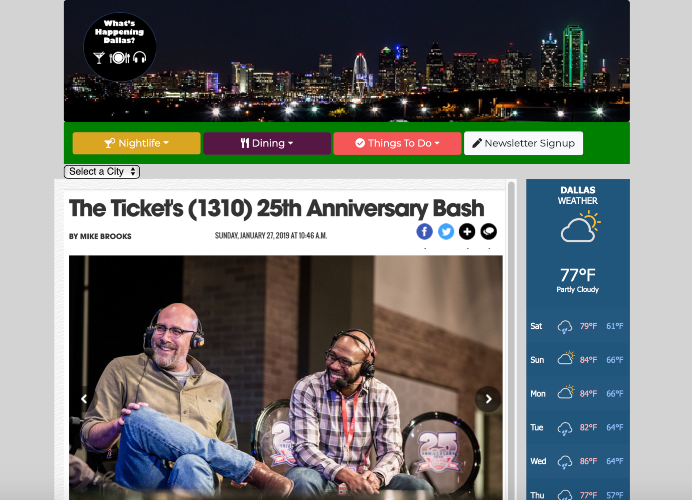 What's
Happening
Dallas?
Nightlife
Dining
Things To Do
Newsletter Signup
Select a City
The Ticket's (1310) 25th Anniversary Bash
BY MIKE BROOKS
SUNDAY, JANUARY 27, 2019 AT 10:46 A.M.
DALLAS
WEATHER
77°F
Partly Cloudy
Sat 79°F 61°F
Sun 84°F 66°F
Mon 84°F 66°F
Tue 82°F 64°F
Wed 86°F 64°F
Thu 77°F 57°F
25
ANNIVERSARY